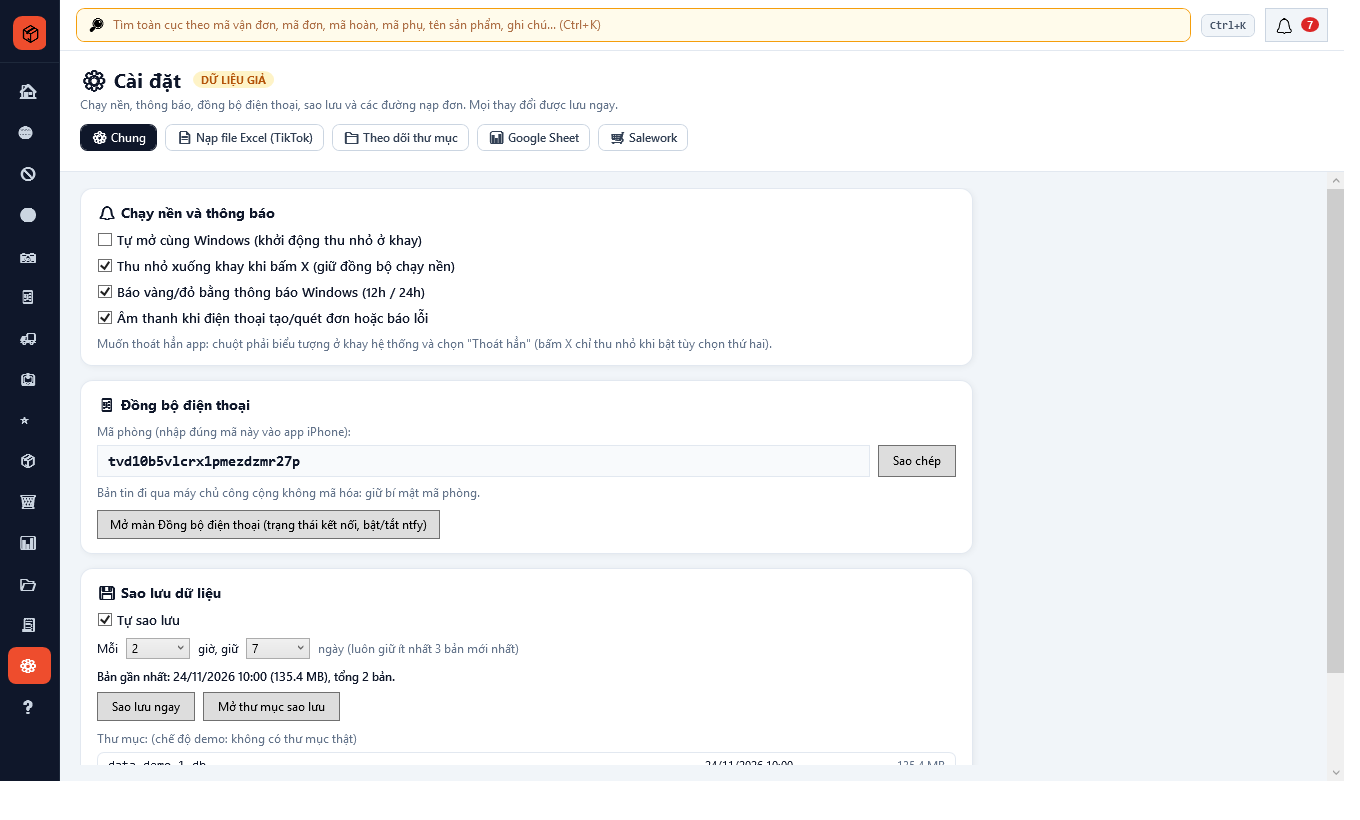 Tìm toàn cục theo mã vận đơn, mã đơn, mã hoàn, mã phụ, tên sản phẩm, ghi chú... (Ctrl+K)
Ctrl+K
7
Cài đặt
DỮ LIỆU GIẢ
Chạy nền, thông báo, đồng bộ điện thoại, sao lưu và các đường nạp đơn. Mọi thay đổi được lưu ngay.
Chung
Nạp file Excel (TikTok)
Theo dõi thư mục
Google Sheet
Salework
Chạy nền và thông báo
Tự mở cùng Windows (khởi động thu nhỏ ở khay)
Thu nhỏ xuống khay khi bấm X (giữ đồng bộ chạy nền)
Báo vàng/đỏ bằng thông báo Windows (12h / 24h)
Âm thanh khi điện thoại tạo/quét đơn hoặc báo lỗi
Muốn thoát hẳn app: chuột phải biểu tượng ở khay hệ thống và chọn "Thoát hẳn" (bấm X chỉ thu nhỏ khi bật tùy chọn thứ hai).
Đồng bộ điện thoại
Mã phòng (nhập đúng mã này vào app iPhone):
tvd10b5vlcrx1pmezdzmr27p
Sao chép
Bản tin đi qua máy chủ công cộng không mã hóa: giữ bí mật mã phòng.
Mở màn Đồng bộ điện thoại (trạng thái kết nối, bật/tắt ntfy)
Sao lưu dữ liệu
Tự sao lưu
Mỗi 2 giờ, giữ 7 ngày (luôn giữ ít nhất 3 bản mới nhất)
Bản gần nhất: 24/11/2026 10:00 (135.4 MB), tổng 2 bản.
Sao lưu ngay
Mở thư mục sao lưu
Thư mục: (chế độ demo: không có thư mục thật)
24/11/2026 10:00 135.4 MB